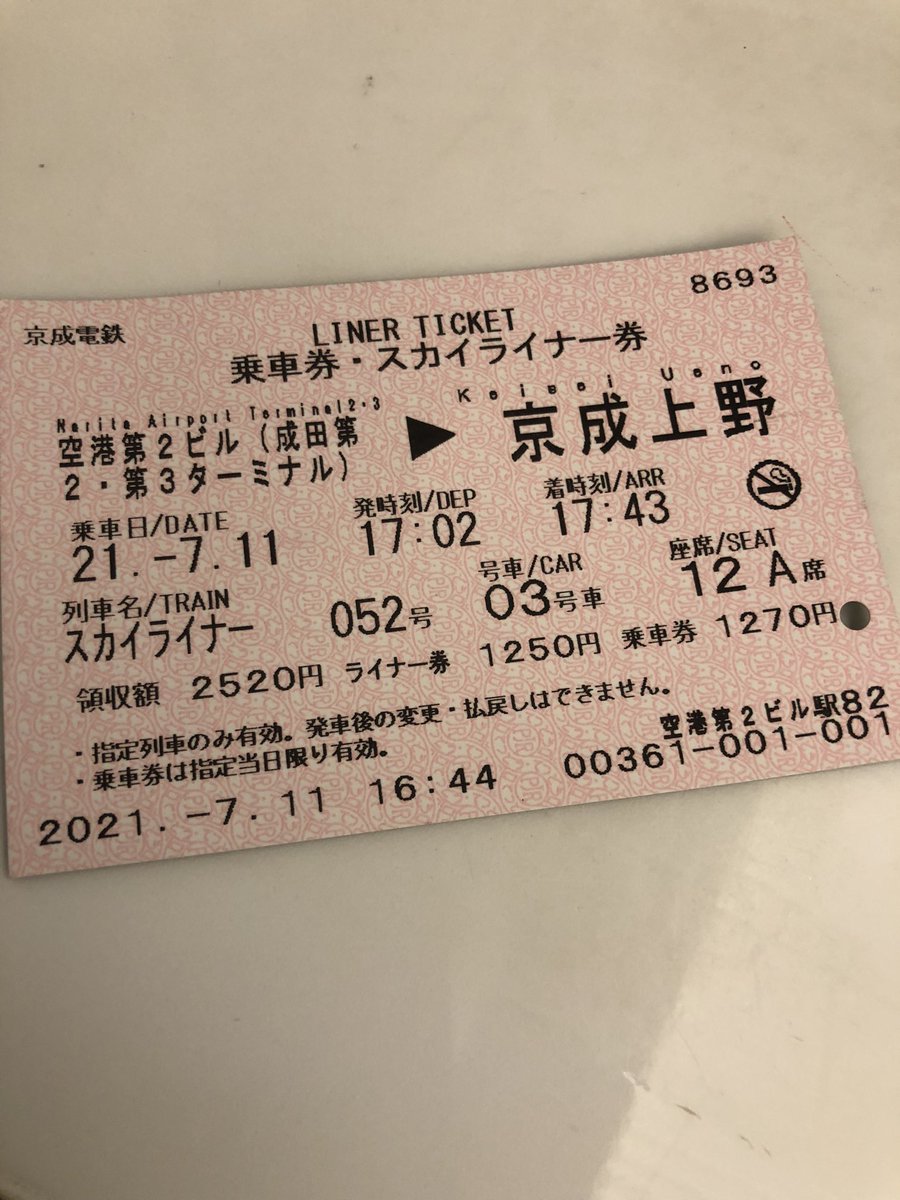 8693
京成電鉄
LINER TICKET
乗車券・スカイライナー券
Narita Airport Terminal2・3
空港第2ビル(成田第
2・第3ターミナル)
▶
Keisei Ueno
京成上野
乗車日/DATE 発時刻/DEP 着時刻/ARR
21.-7.11 17:02 17:43
列車名/TRAIN 号車/CAR 座席/SEAT
スカイライナー 052号 03号車 12 A席
領収額 2520円 ライナー券 1250円 乗車券 1270円
・指定列車のみ有効。発車後の変更・払戻しはできません。
・乗車券は指定当日限り有効。
空港第2ビル駅82
2021.-7.11 16:44 00361-001-001